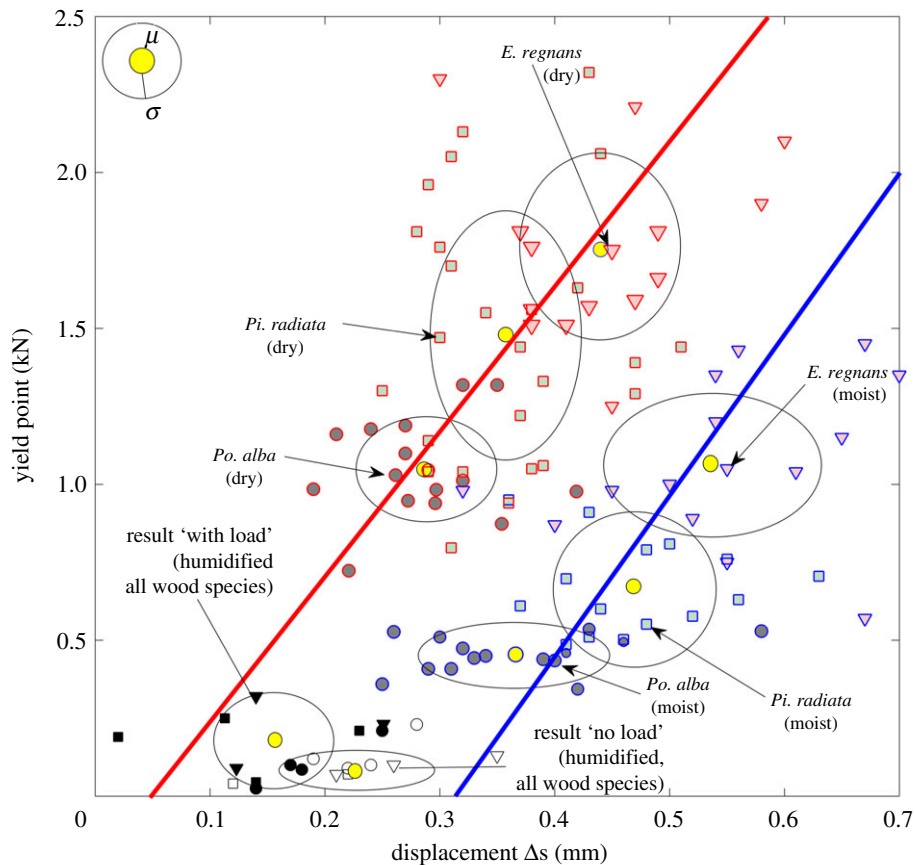 2.5
μ
σ
E. regnans
(dry)
2.0
yield point (kN)
1.5
Pi. radiata
(dry)
E. regnans
(moist)
1.0
Po. alba
(dry)
result ‘with load’
(humidified
all wood species)
0.5
Po. alba
(moist)
Pi. radiata
(moist)
result ‘no load’
(humidified,
all wood species)
0 0.1 0.2 0.3 0.4 0.5 0.6 0.7
displacement Δs (mm)